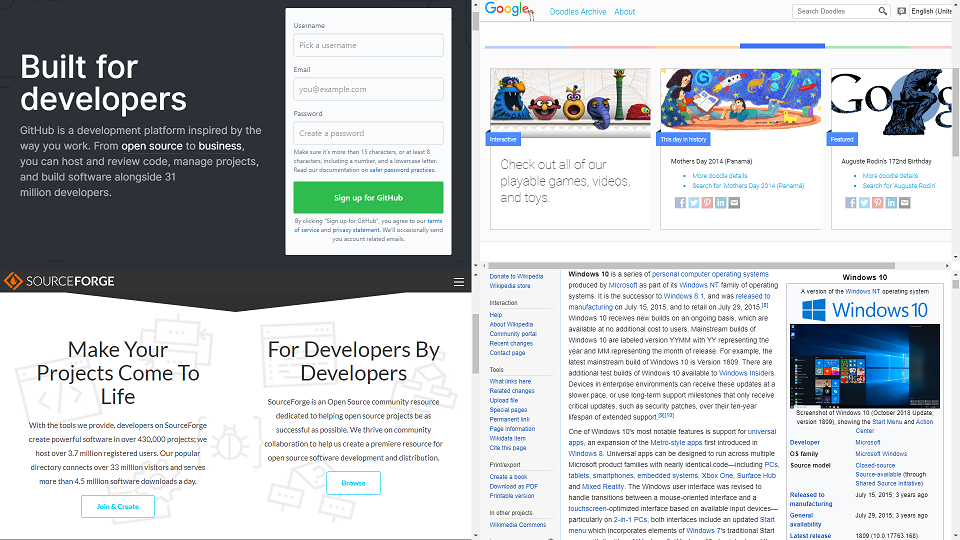 Built for
developers
GitHub is a development platform inspired by the
way you work. From open source to business,
you can host and review code, manage projects,
and build software alongside 31
million developers.
Username
Pick a username
Email
you@example.com
Password
Create a password
Make sure it's more than 15 characters, or at least 8
characters, including a number, and a lowercase letter.
Read our documentation on safer password practices.
Sign up for GitHub
By clicking "Sign up for GitHub", you agree to our terms
of service and privacy statement. We'll occasionally
send you account related emails.
Google
Doodles Archive
About
Search Doodles
English (Unite
Interactive
Check out all of our
playable games, videos,
and toys.
This day in history
Mothers Day 2014 (Panamá)
More doodle details
Search for 'Mothers Day 2014 (Panamá)'
Featured
Auguste Rodin's 172nd Birthday
More doodle details
Search for 'Auguste Rodin'
SOURCEFORGE
Make Your
Projects Come To
Life
With the tools we provide, developers on SourceForge
create powerful software in over 430,000 projects; we
host over 3.7 million registered users. Our popular
directory connects over 33 million visitors and serves
more than 4.5 million software downloads a day.
Join & Create
For Developers By
Developers
SourceForge is an Open Source community resource
dedicated to helping open source projects be as
successful as possible. We thrive on community
collaboration to help us create a premiere resource for
open source software development and distribution.
Browse
Donate to Wikipedia
Wikipedia store
Interaction
Help
About Wikipedia
Community portal
Recent changes
Contact page
Tools
What links here
Related changes
Upload file
Special pages
Permanent link
Page information
Wikidata item
Cite this page
Print/export
Create a book
Download as PDF
Printable version
In other projects
Wikimedia Commons
Windows 10 is a series of personal computer operating systems
produced by Microsoft as part of its Windows NT family of operating
systems. It is the successor to Windows 8.1, and was released to
manufacturing on July 15, 2015, and to retail on July 29, 2015.[8]
Windows 10 receives new builds on an ongoing basis, which are
available at no additional cost to users. Mainstream builds of
Windows 10 are labeled version YYMM with YY representing the
year and MM representing the month of release. For example, the
latest mainstream build of Windows 10 is Version 1809. There are
additional test builds of Windows 10 available to Windows Insiders.
Devices in enterprise environments can receive these updates at a
slower pace, or use long-term support milestones that only receive
critical updates, such as security patches, over their ten-year
lifespan of extended support.[9][10]
One of Windows 10's most notable features is support for universal
apps, an expansion of the Metro-style apps first introduced in
Windows 8. Universal apps can be designed to run across multiple
Microsoft product families with nearly identical code—including PCs,
tablets, smartphones, embedded systems, Xbox One, Surface Hub
and Mixed Reality. The Windows user interface was revised to
handle transitions between a mouse-oriented interface and a
touchscreen-optimized interface based on available input devices—
particularly on 2-in-1 PCs, both interfaces include an updated Start
menu which incorporates elements of Windows 7's traditional Start
Windows 10
A version of the Windows NT operating system
Windows 10
Screenshot of Windows 10 (October 2018 Update,
version 1809), showing the Start Menu and Action
Center
Developer
Microsoft
OS family
Microsoft Windows
Source model
Closed-source
Source-available (through
Shared Source Initiative)
Released to
manufacturing
July 15, 2015; 3 years ago
General
availability
July 29, 2015; 3 years ago
Latest release
1809 (10.0.17763.168)